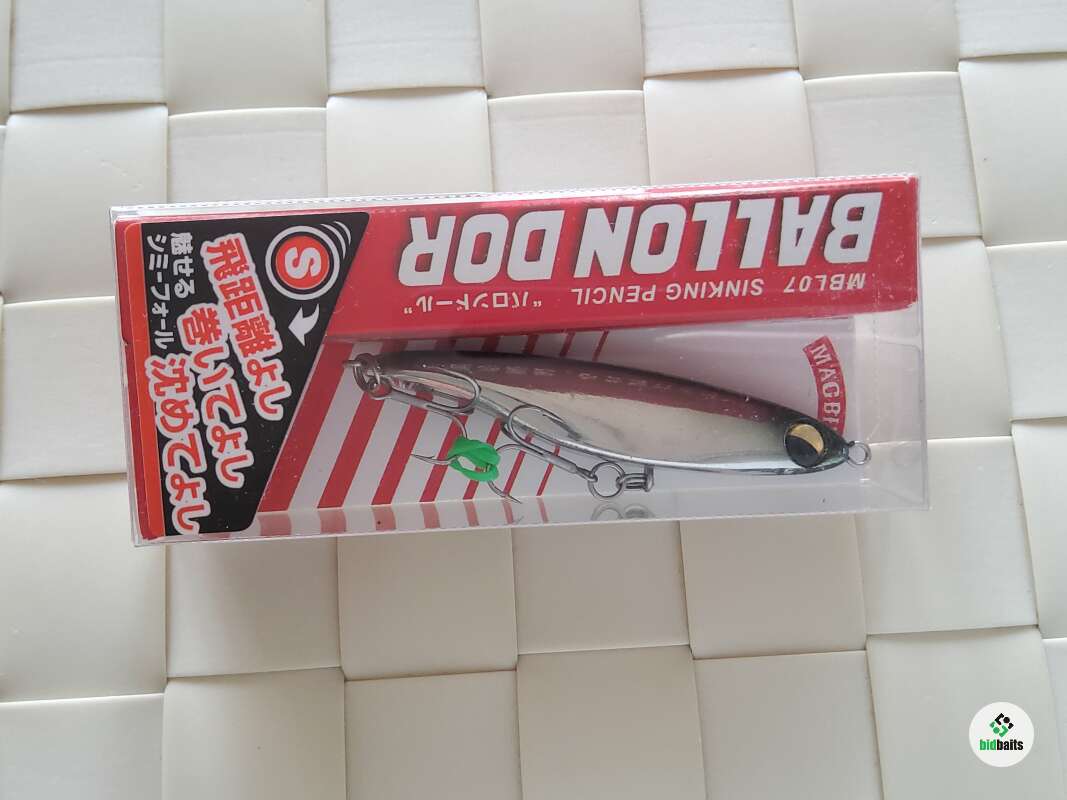 BALLON DOR
MBL07 SINKING PENCIL "バロンドール"
S
飛距離よし
巻いてよし
沈めてよし
魅せる
シミーフォール
bidbaits